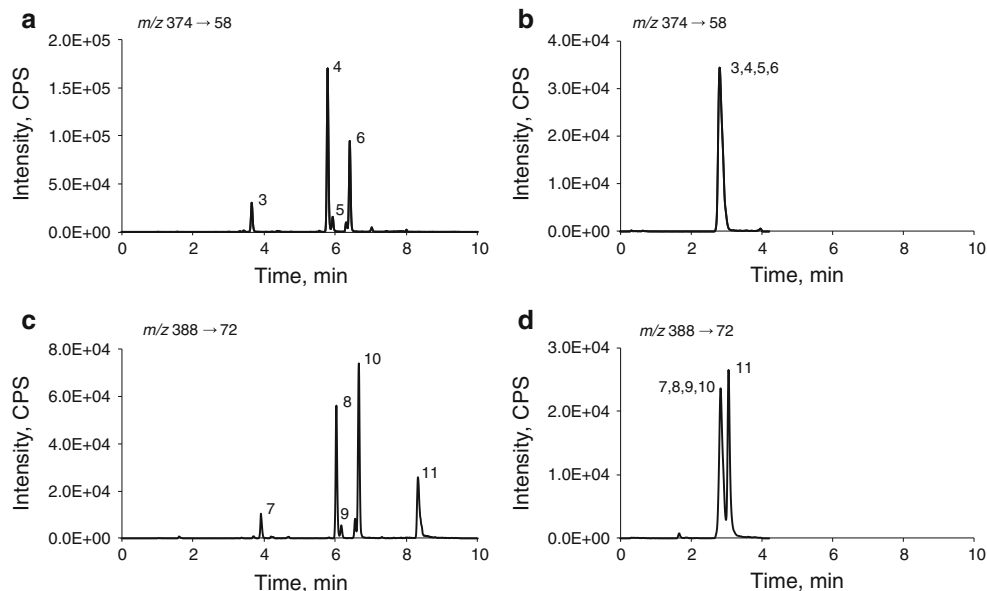 a
m/z 374 → 58
2.0E+05
1.5E+05
1.0E+05
5.0E+04
0.0E+00
Intensity, CPS
3
4
5
6
0 2 4 6 8 10
Time, min
b
m/z 374 → 58
4.0E+04
3.0E+04
2.0E+04
1.0E+04
0.0E+00
Intensity, CPS
3,4,5,6
0 2 4 6 8 10
Time, min
c
m/z 388 → 72
8.0E+04
6.0E+04
4.0E+04
2.0E+04
0.0E+00
Intensity, CPS
7
8
9
10
11
0 2 4 6 8 10
Time, min
d
m/z 388 → 72
3.0E+04
2.0E+04
1.0E+04
0.0E+00
Intensity, CPS
7,8,9,10
11
0 2 4 6 8 10
Time, min